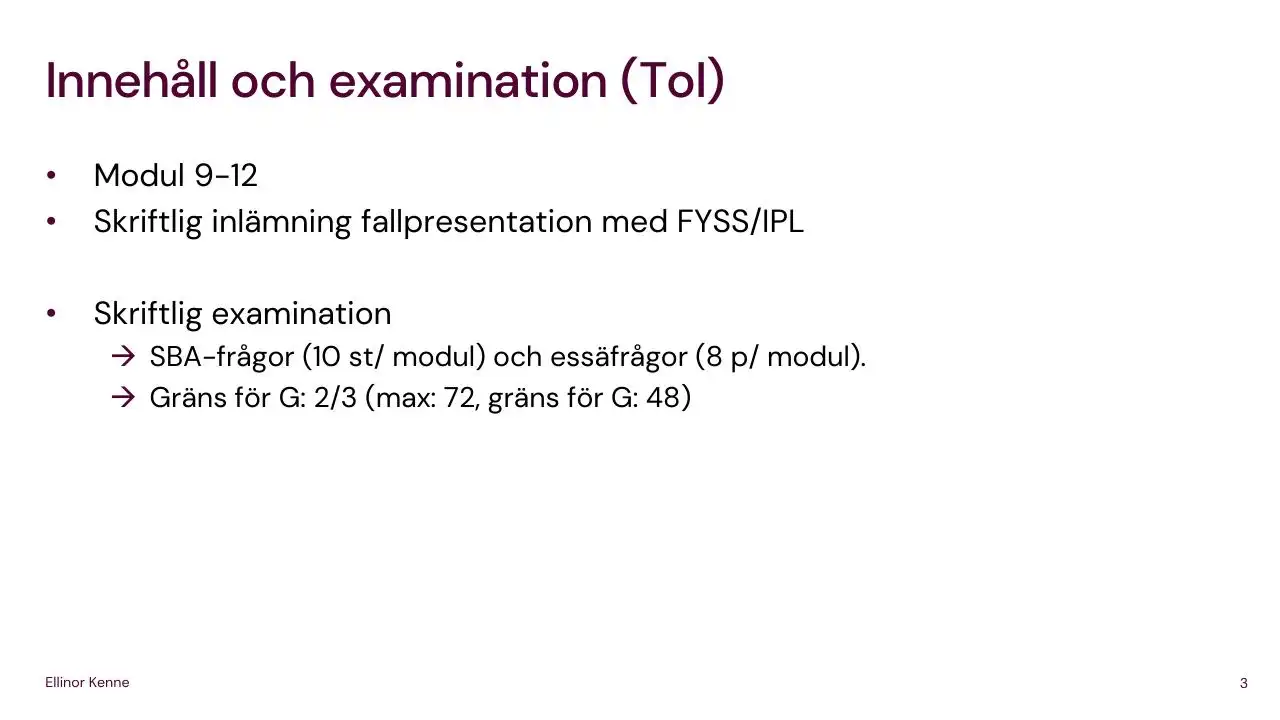 Innehåll och examination (ToI)
• Modul 9-12
• Skriftlig inlämning fallpresentation med FYSS/IPL
• Skriftlig examination
→ SBA-frågor (10 st/ modul) och essäfrågor (8 p/ modul).
→ Gräns för G: 2/3 (max: 72, gräns för G: 48)
Ellinor Kenne
3